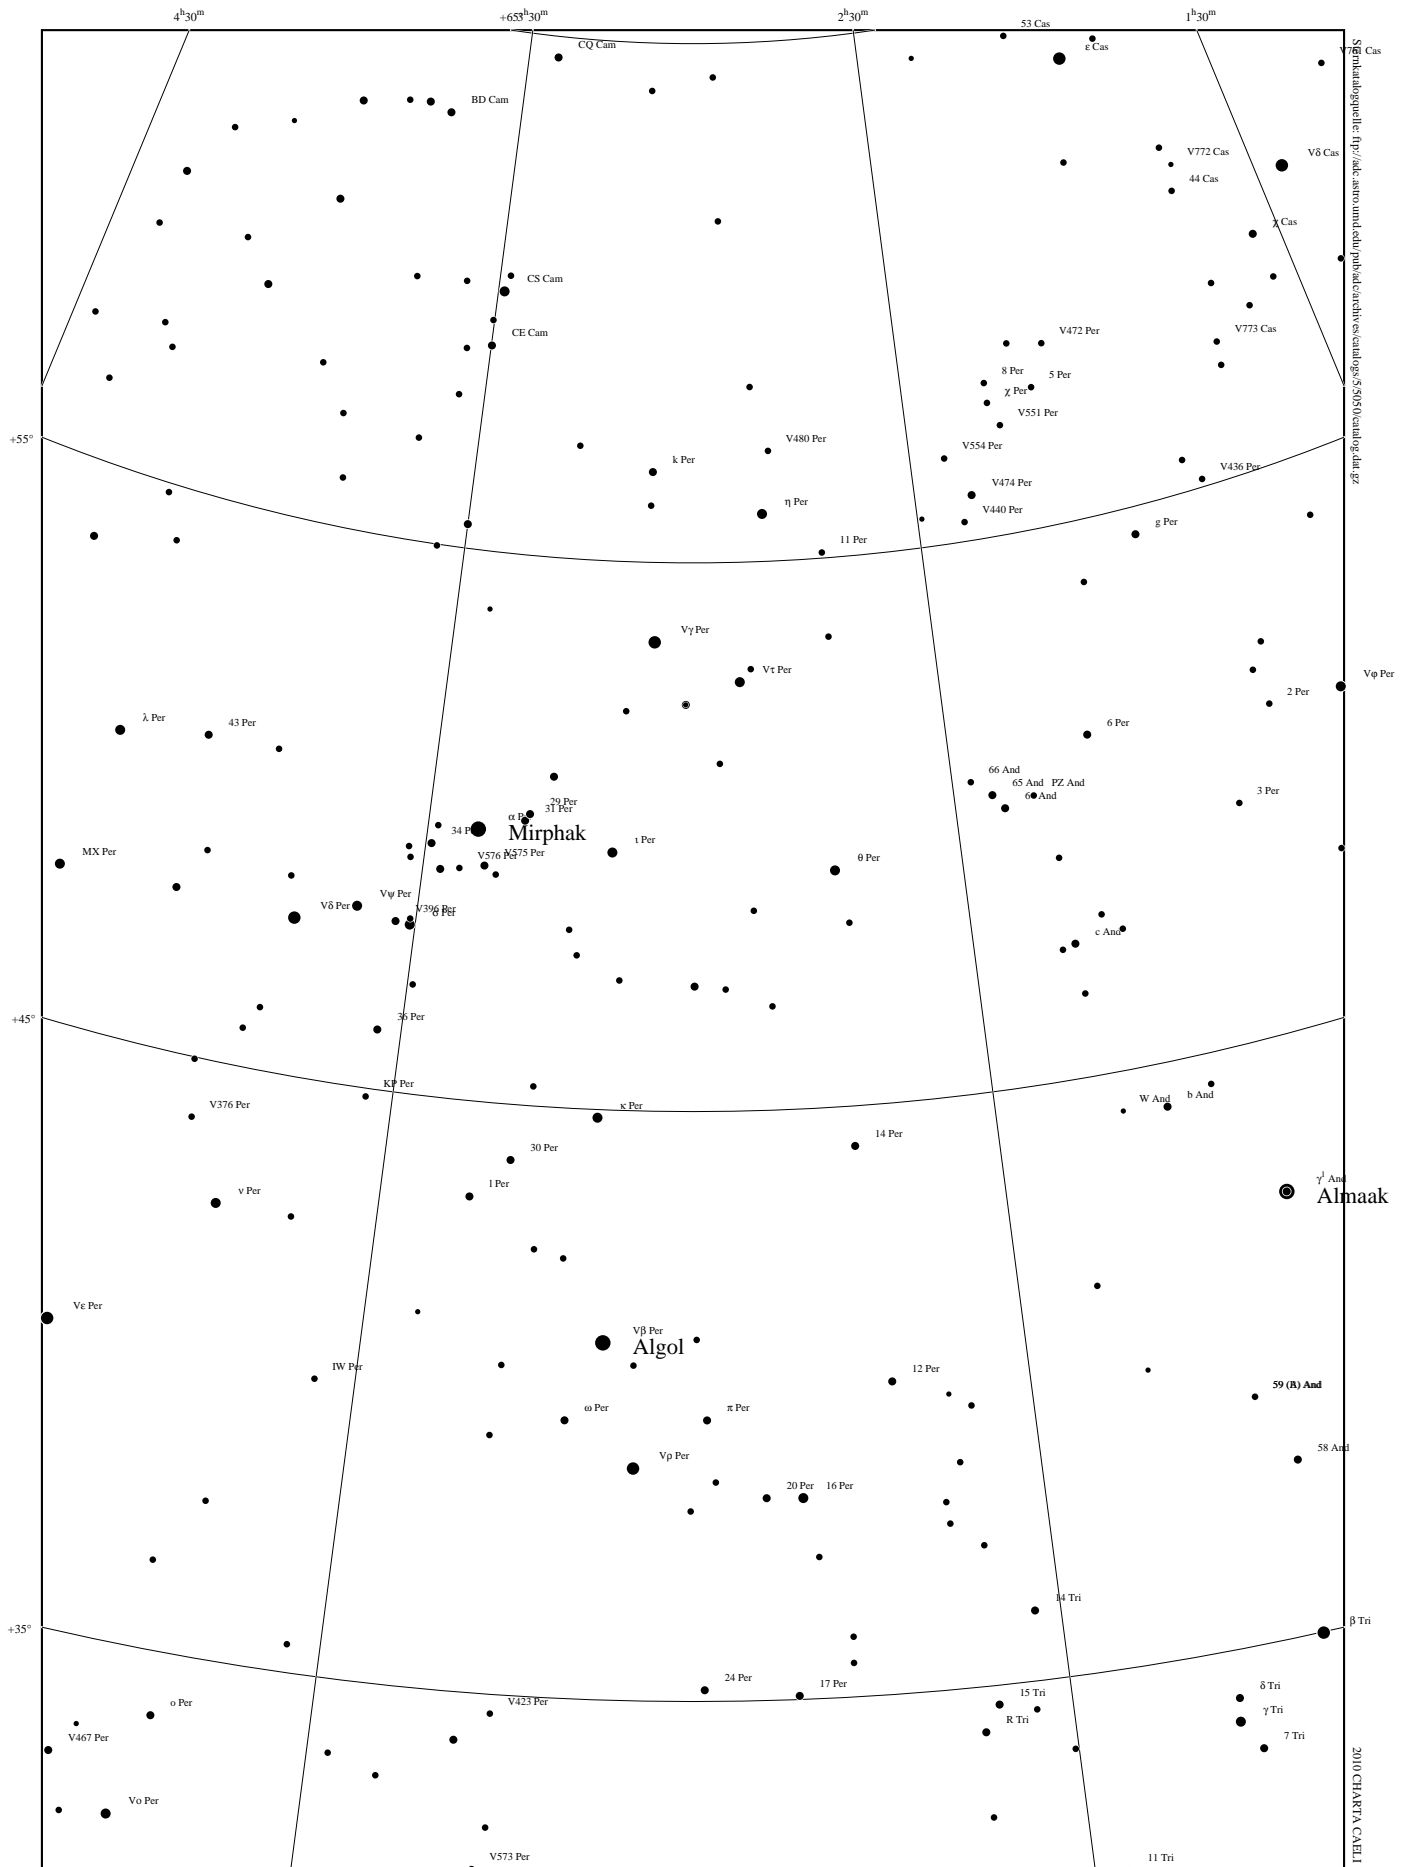 4h30m
+65°3h30m
2h30m
53 Cas
1h30m
CQ Cam
ε Cas
V761 Cas
BD Cam
V772 Cas
Vδ Cas
44 Cas
χ Cas
CS Cam
CE Cam
V472 Per
V773 Cas
8 Per
5 Per
χ Per
V551 Per
+55°
V480 Per
V554 Per
k Per
V436 Per
V474 Per
η Per
V440 Per
g Per
11 Per
Vγ Per
Vτ Per
Vφ Per
2 Per
λ Per
43 Per
6 Per
66 And
65 And
PZ And
64 And
3 Per
29 Per
31 Per
α Per
Mirphak
34 Per
ι Per
V575 Per
V576 Per
MX Per
θ Per
Vψ Per
Vδ Per
V396 Per
σ Per
c And
+45°
36 Per
KP Per
b And
W And
V376 Per
κ Per
14 Per
30 Per
l Per
ν Per
γ1 And
Almaak
Vε Per
Vβ Per
Algol
IW Per
12 Per
59 And
ω Per
π Per
58 And
Vρ Per
20 Per
16 Per
14 Tri
β Tri
+35°
24 Per
17 Per
δ Tri
15 Tri
γ Tri
ο Per
V423 Per
R Tri
7 Tri
V467 Per
Vο Per
V573 Per
11 Tri
Sternkatalogquelle: ftp://adc.astro.umd.edu/pub/adc/archives/catalogs/5/5050/catalog.dat.gz
2010 CHARTA CAELI